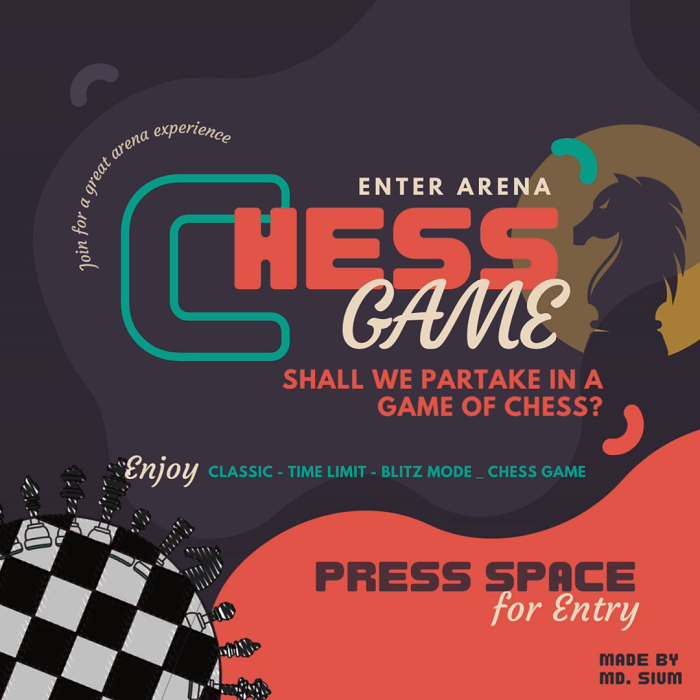 Join for a great arena experience
ENTER ARENA
CHESS
GAME
SHALL WE PARTAKE IN A
GAME OF CHESS?
Enjoy CLASSIC - TIME LIMIT - BLITZ MODE _ CHESS GAME
PRESS SPACE
for Entry
MADE BY
MD. SIUM